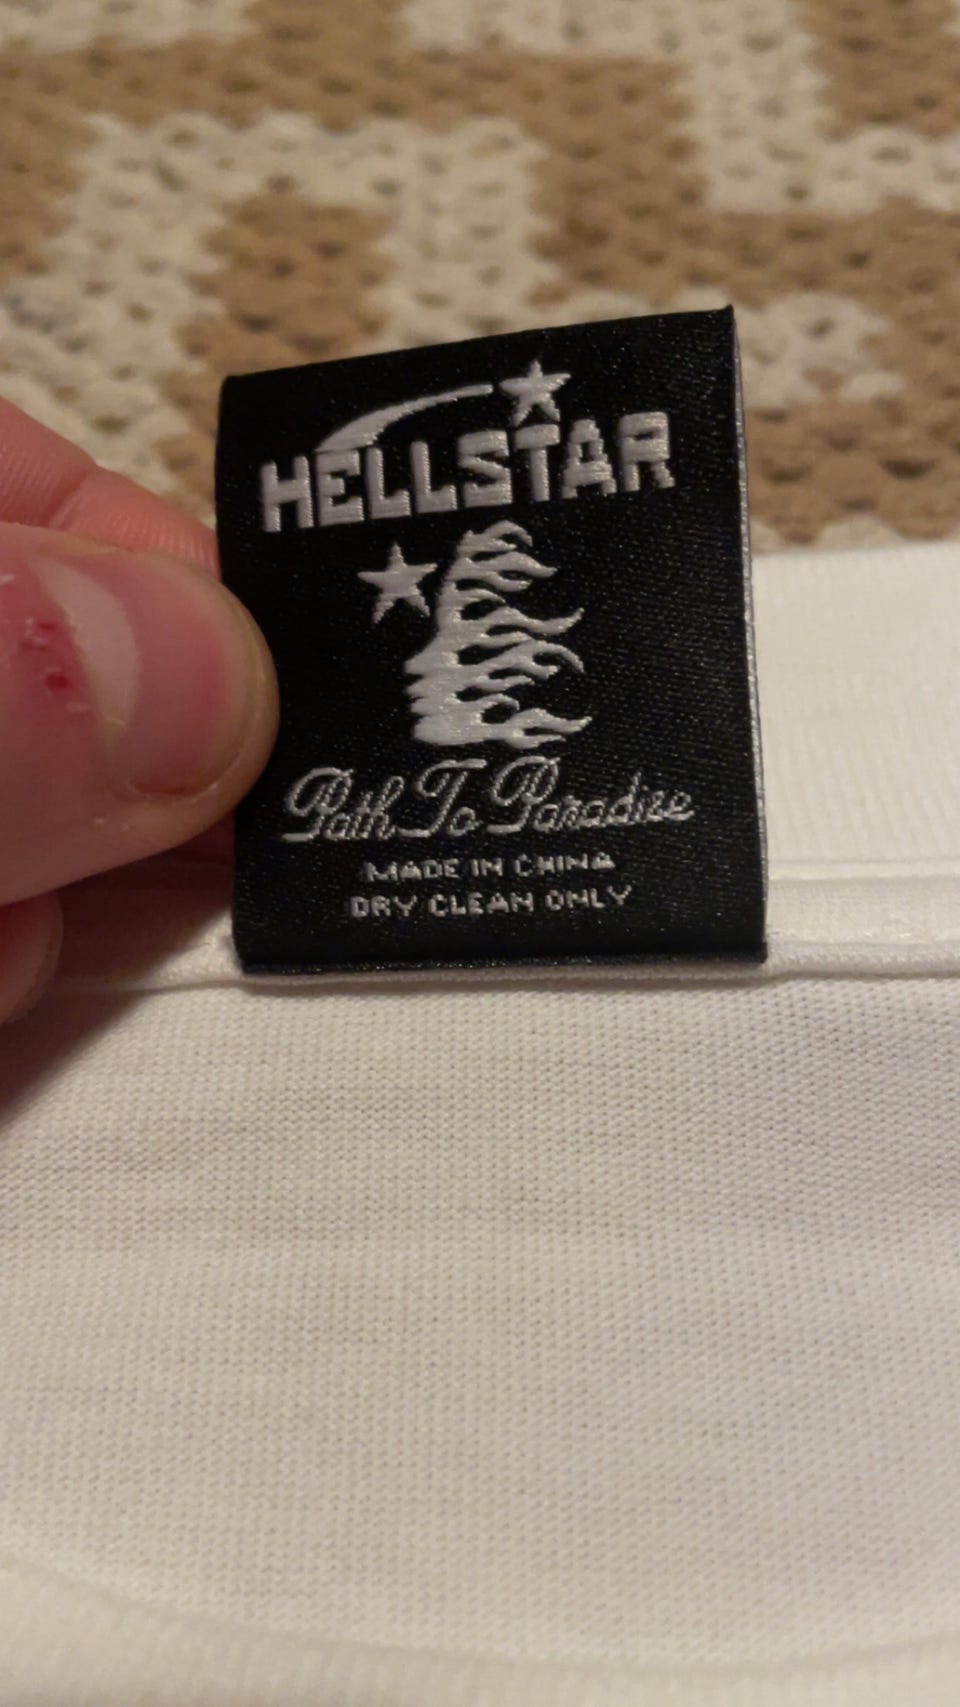 HELLSTAR
Path To Paradise
MADE IN CHINA
DRY CLEAN ONLY